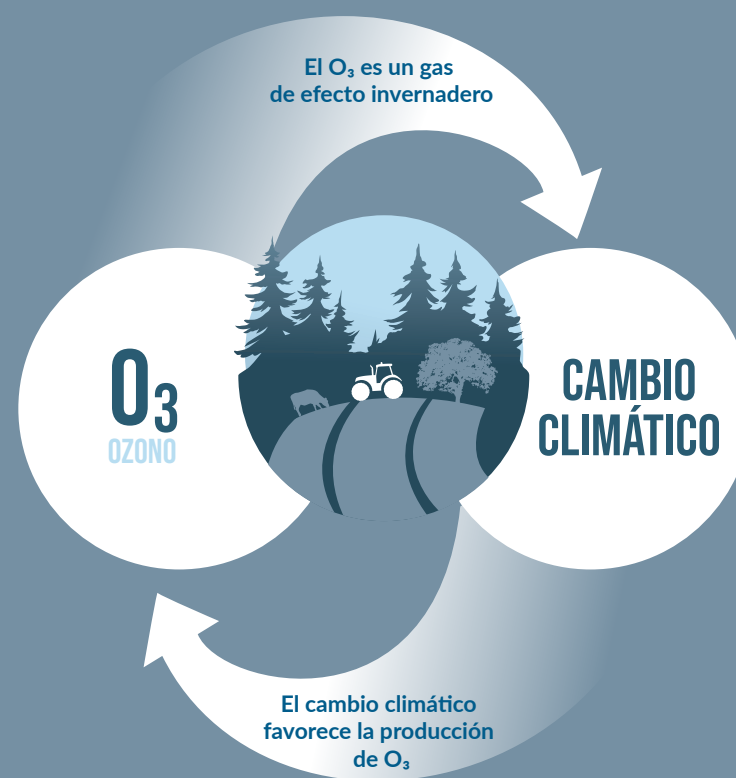 El O₃ es un gas
de efecto invernadero
O₃
OZONO
CAMBIO
CLIMÁTICO
El cambio climático
favorece la producción
de O₃